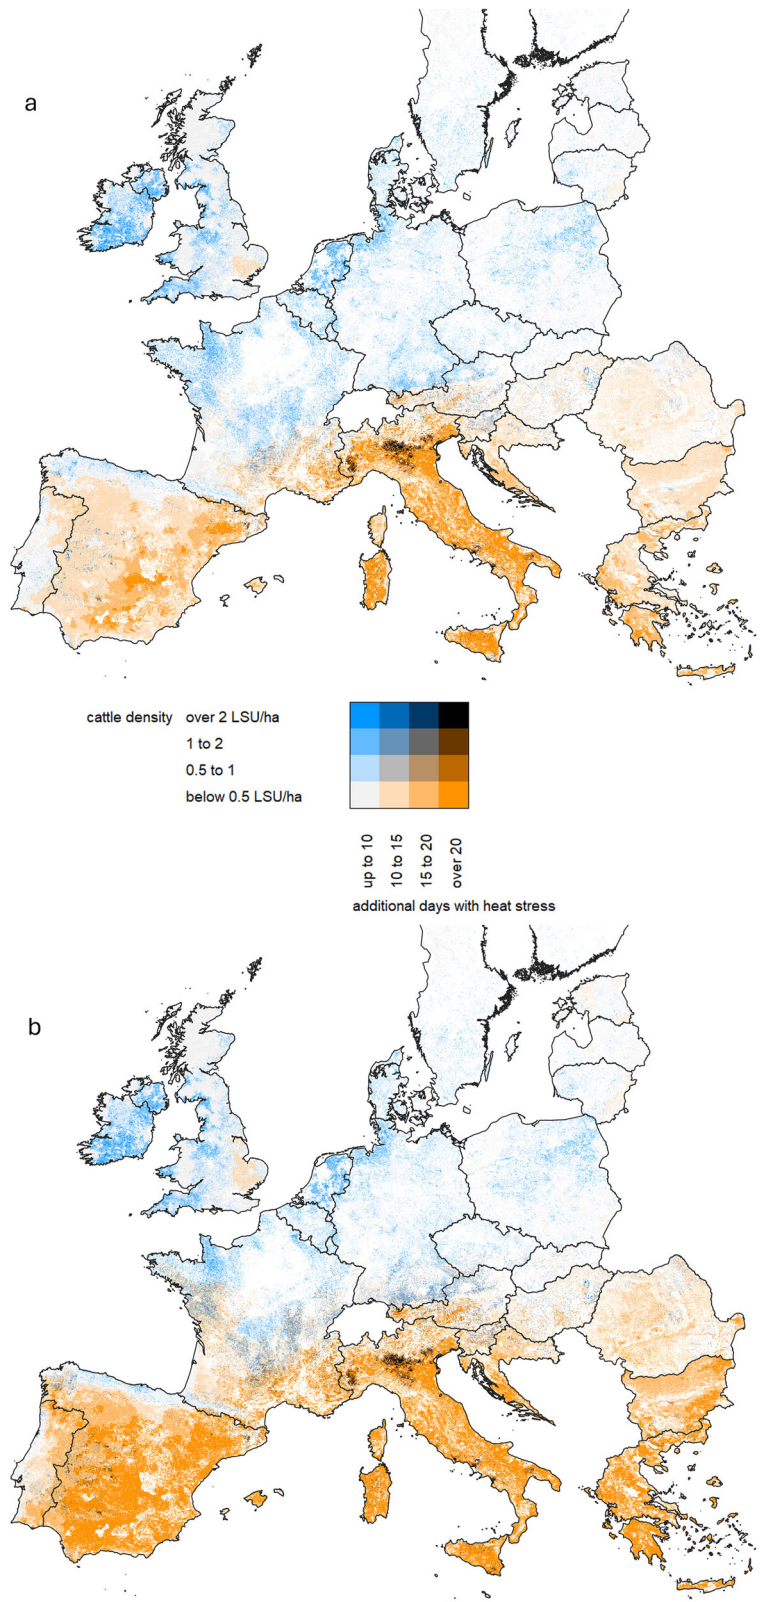 a
cattle density over 2 LSU/ha
1 to 2
0.5 to 1
below 0.5 LSU/ha
up to 10
10 to 15
15 to 20
over 20
additional days with heat stress
b